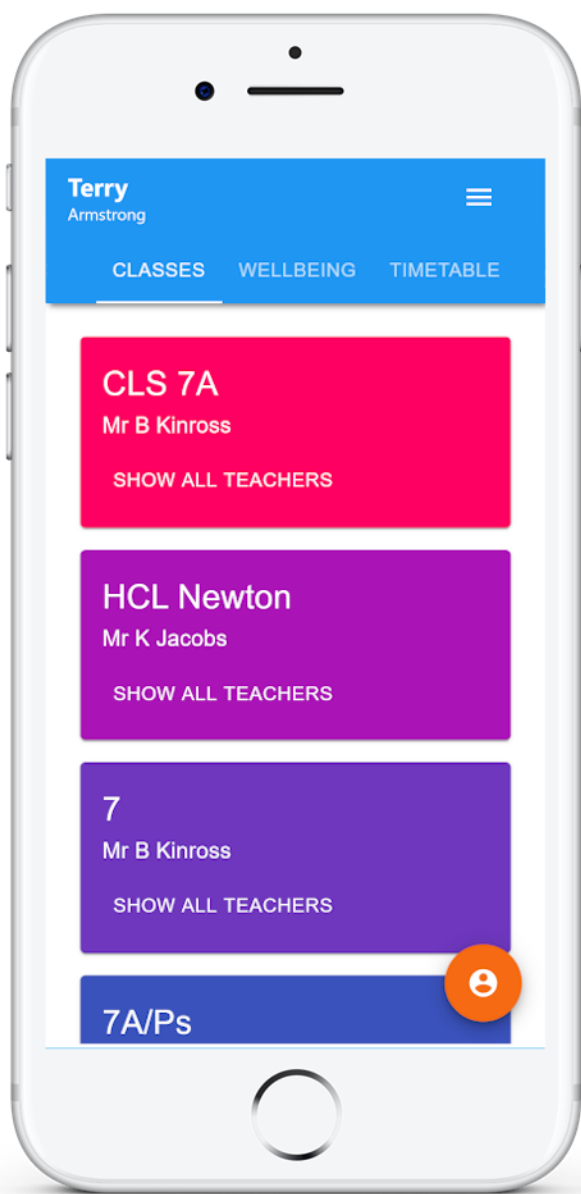 Terry
Armstrong
CLASSES WELLBEING TIMETABLE
CLS 7A
Mr B Kinross
SHOW ALL TEACHERS
HCL Newton
Mr K Jacobs
SHOW ALL TEACHERS
7
Mr B Kinross
SHOW ALL TEACHERS
7A/Ps